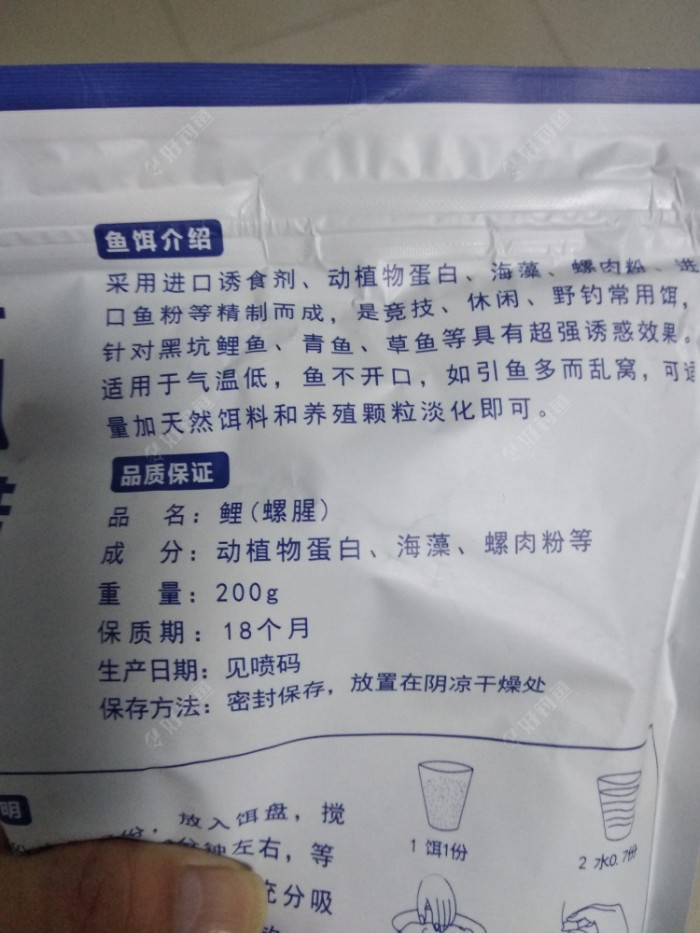 鱼饵介绍
采用进口诱食剂、动植物蛋白、海藻、螺肉粉、进
口鱼粉等精制而成，是竞技、休闲、野钓常用饵，
针对黑坑鲤鱼、青鱼、草鱼等具有超强诱惑效果。
适用于气温低，鱼不开口，如引鱼多而乱窝，可适
量加天然饵料和养殖颗粒淡化即可。
品质保证
品 名：鲤(螺腥)
成 分：动植物蛋白、海藻、螺肉粉等
重 量：200g
保质期：18个月
生产日期：见喷码
保存方法：密封保存，放置在阴凉干燥处
明
放入饵盘，搅
钟左右，等
充分吸
1 饵1份
2 水0.7份